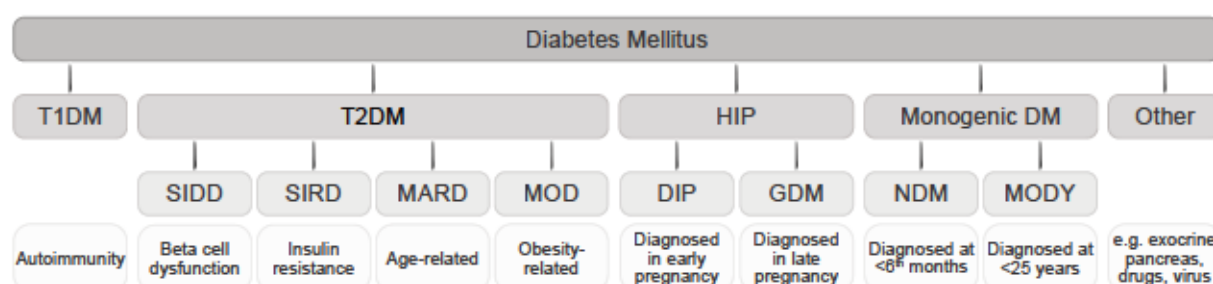 Diabetes Mellitus
T1DM
T2DM
HIP
Monogenic DM
Other
SIDD
SIRD
MARD
MOD
DIP
GDM
NDM
MODY
Autoimmunity
Beta cell
dysfunction
Insulin
resistance
Age-related
Obesity-
related
Diagnosed
in early
pregnancy
Diagnosed
in late
pregnancy
Diagnosed at
<6th months
Diagnosed at
<25 years
e.g. exocrine
pancreas,
drugs, virus